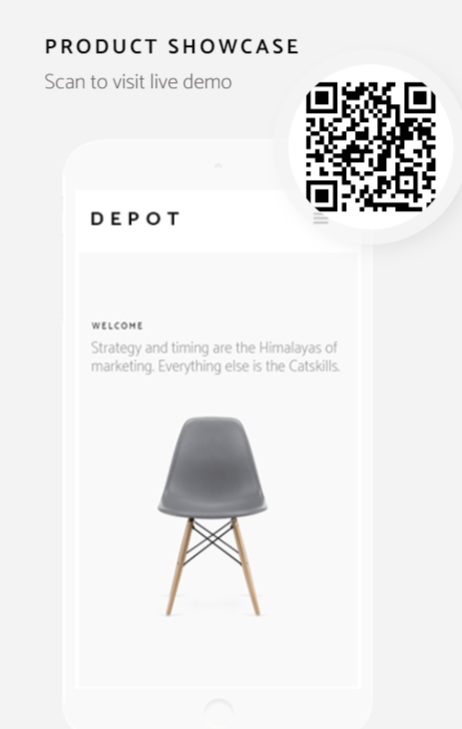 PRODUCT SHOWCASE
Scan to visit live demo
DEPOT
WELCOME
Strategy and timing are the Himalayas of
marketing. Everything else is the Catskills.